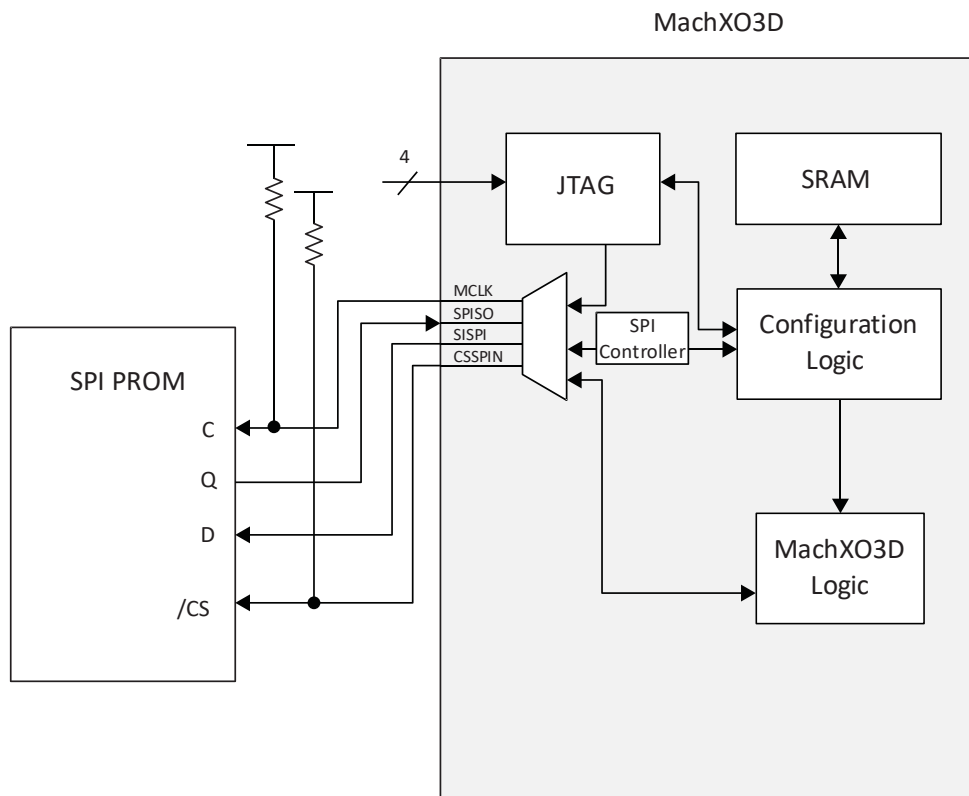 MachXO3D
4
JTAG
SRAM
MCLK
SPISO
SISPI
CSSPIN
SPI
Controller
Configuration
Logic
SPI PROM
C
Q
D
/CS
MachXO3D
Logic